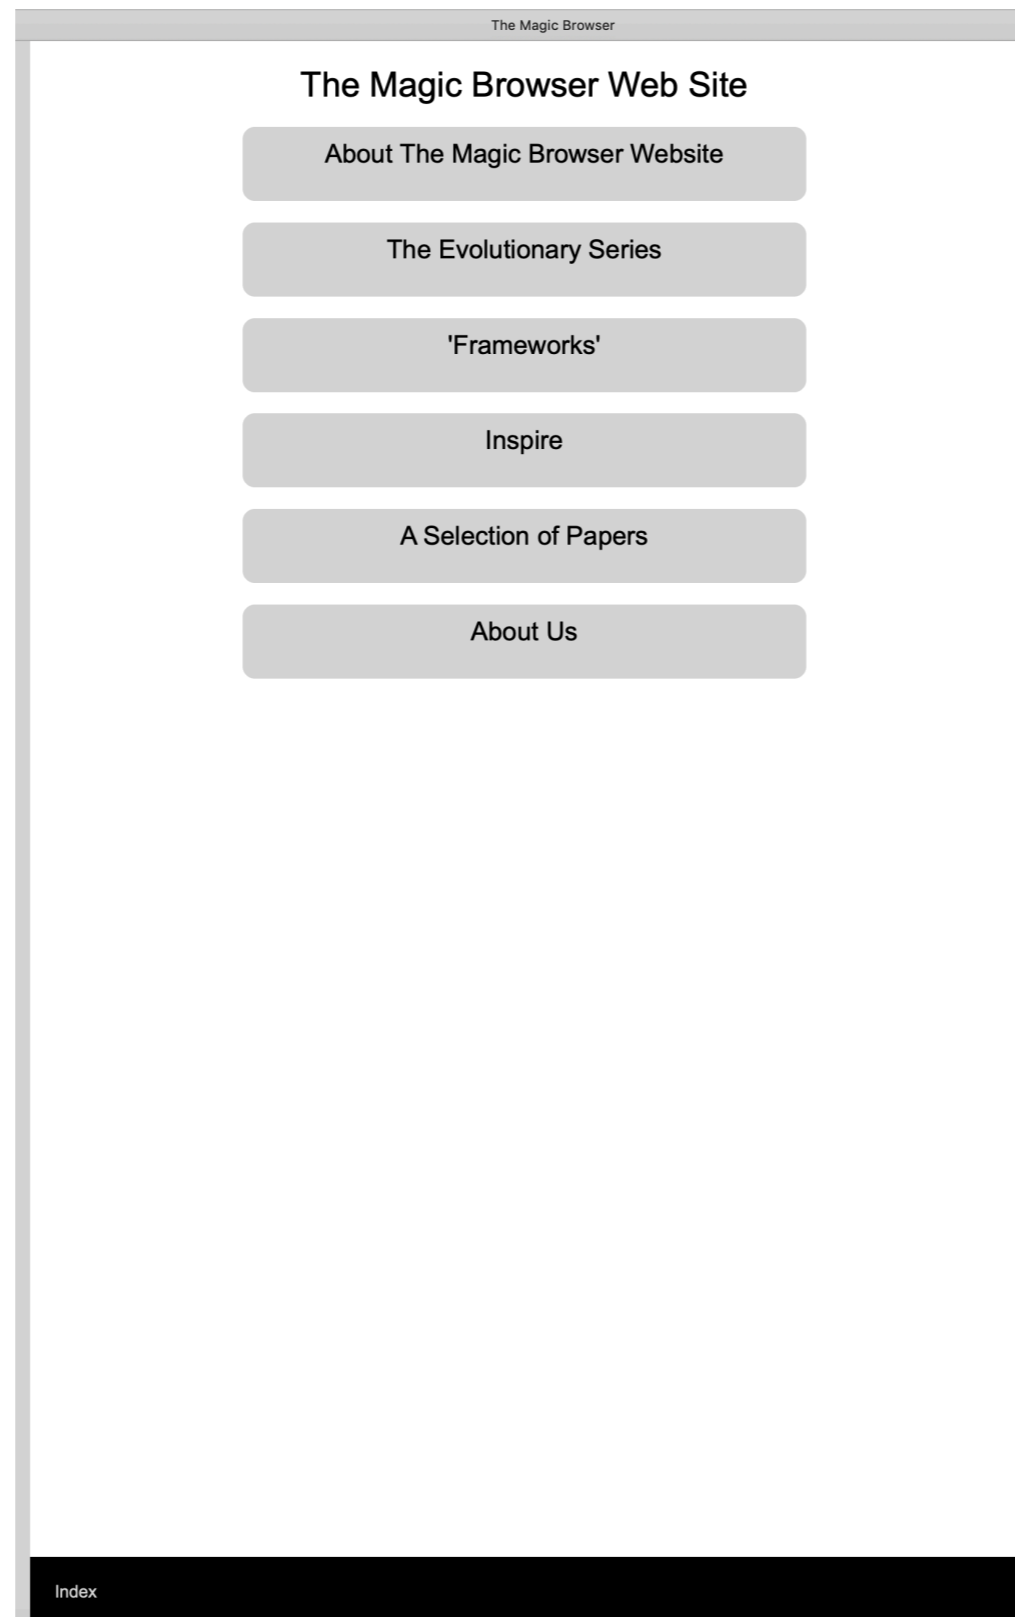 The Magic Browser
The Magic Browser Web Site
About The Magic Browser Website
The Evolutionary Series
'Frameworks'
Inspire
A Selection of Papers
About Us
Index